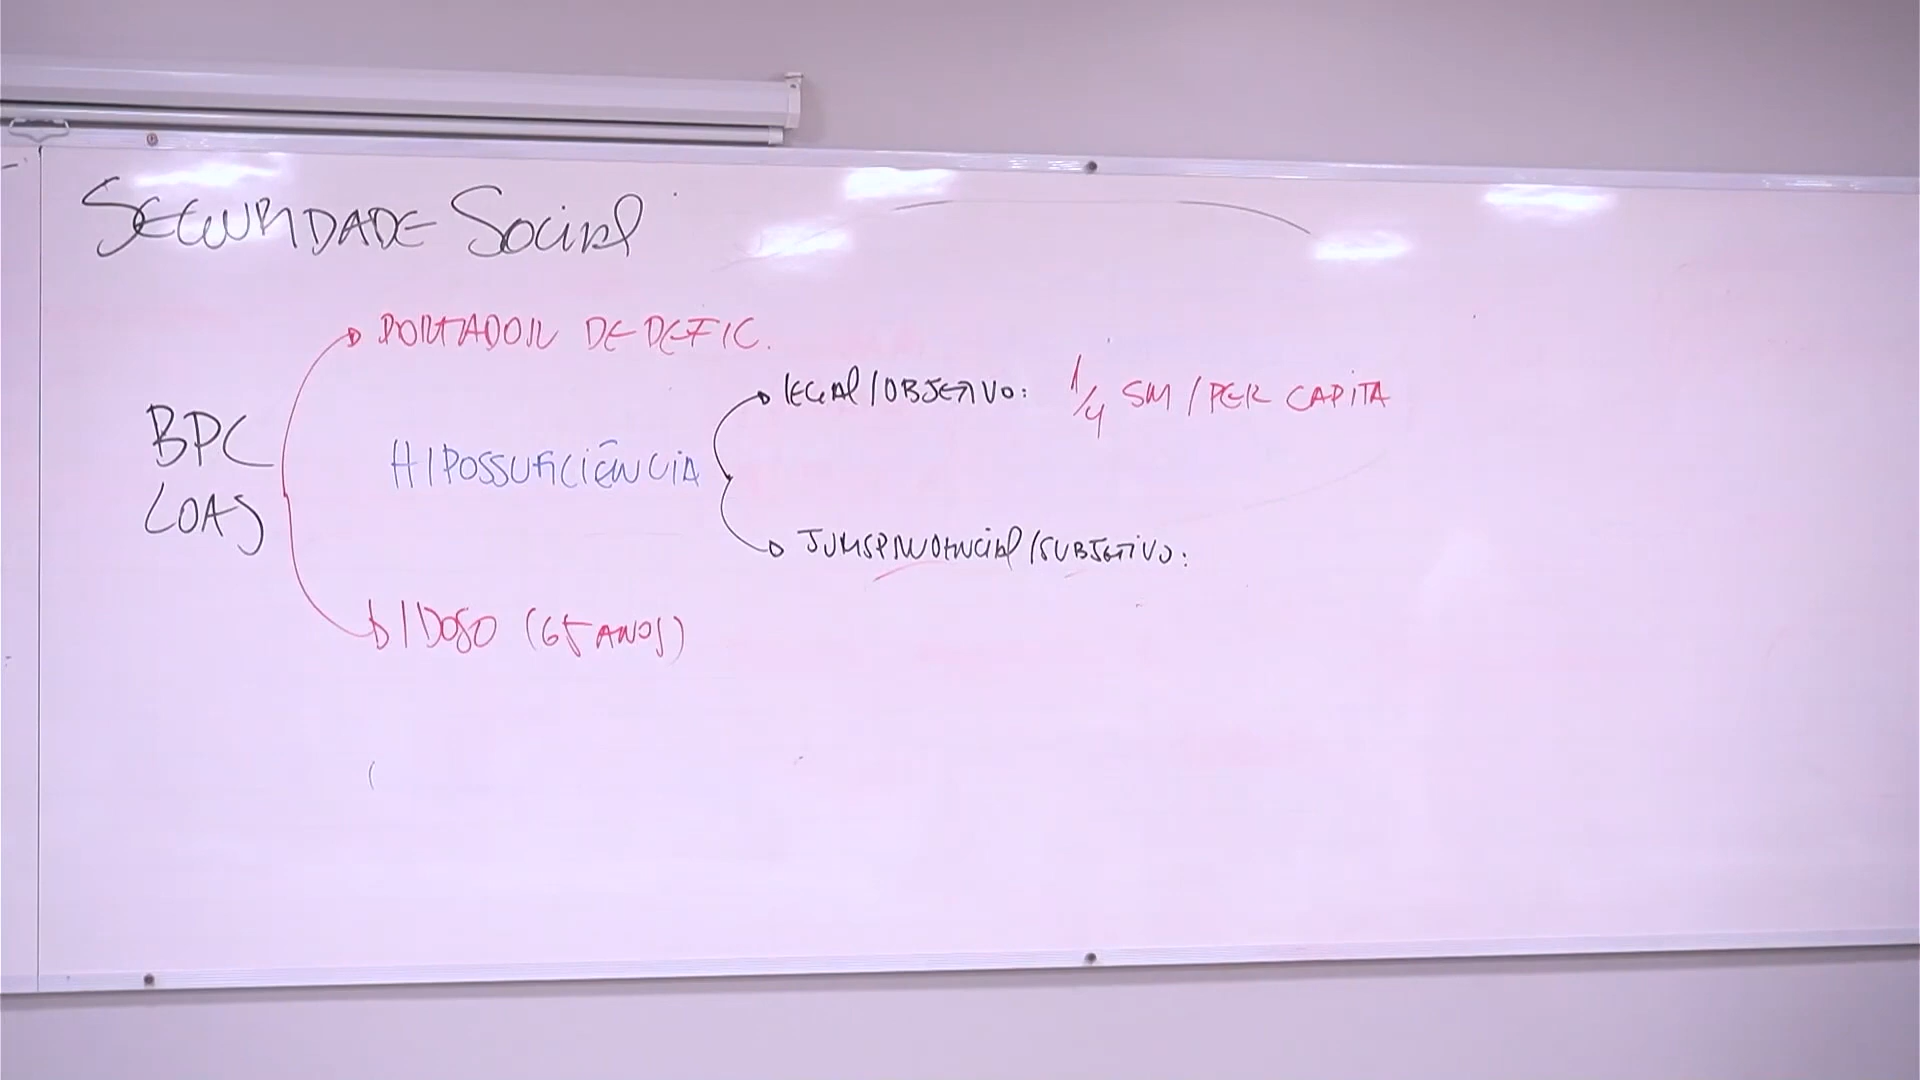 SEGURIDADE Social
PORTADOR DE DEFIC.
BPC
LOAS
HIPOSSUFICIÊNCIA
LEGAL/OBJETIVO: 1/4 SM/PER CAPITA
JURISPRUDENCIAL/SUBJETIVO:
IDOSO (65 ANOS)